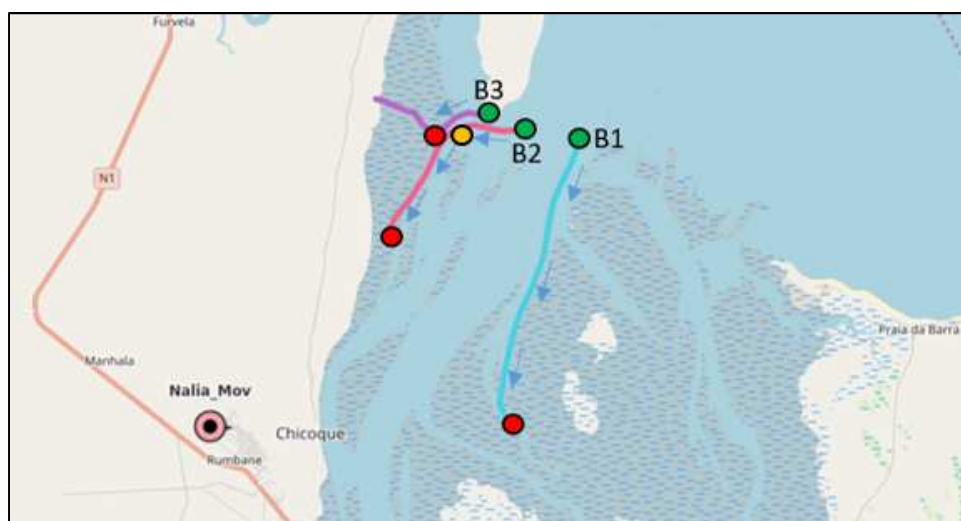 Furvela
B3
B2
B1
N1
Praia da Barra
Manhala
Nalia_Mov
Chicoque
Rumbane